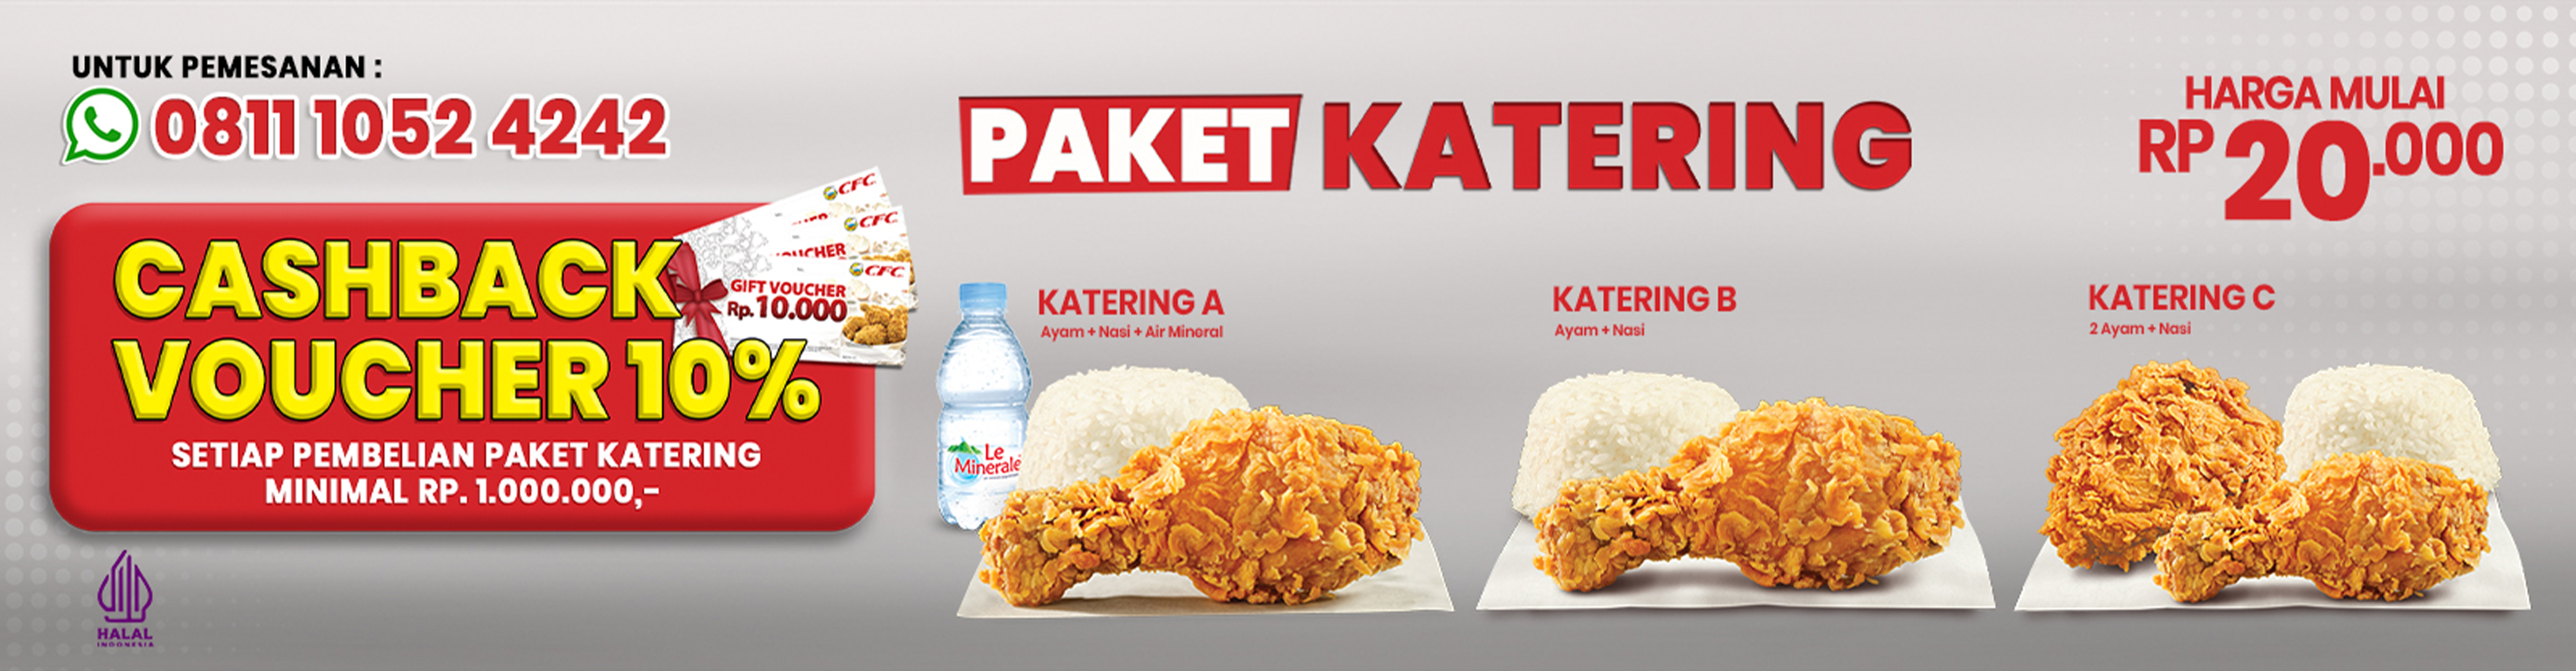 UNTUK PEMESANAN :
0811 1052 4242
CFC
CFC
VOUCHER
CFC
GIFT VOUCHER
Rp. 10.000
CASHBACK
VOUCHER 10%
SETIAP PEMBELIAN PAKET KATERING
MINIMAL RP. 1.000.000,-
HALAL
INDONESIA
PAKET KATERING
HARGA MULAI
RP 20.000
KATERING A
Ayam + Nasi + Air Mineral
Le
Minerale
KATERING B
Ayam + Nasi
KATERING C
2 Ayam + Nasi